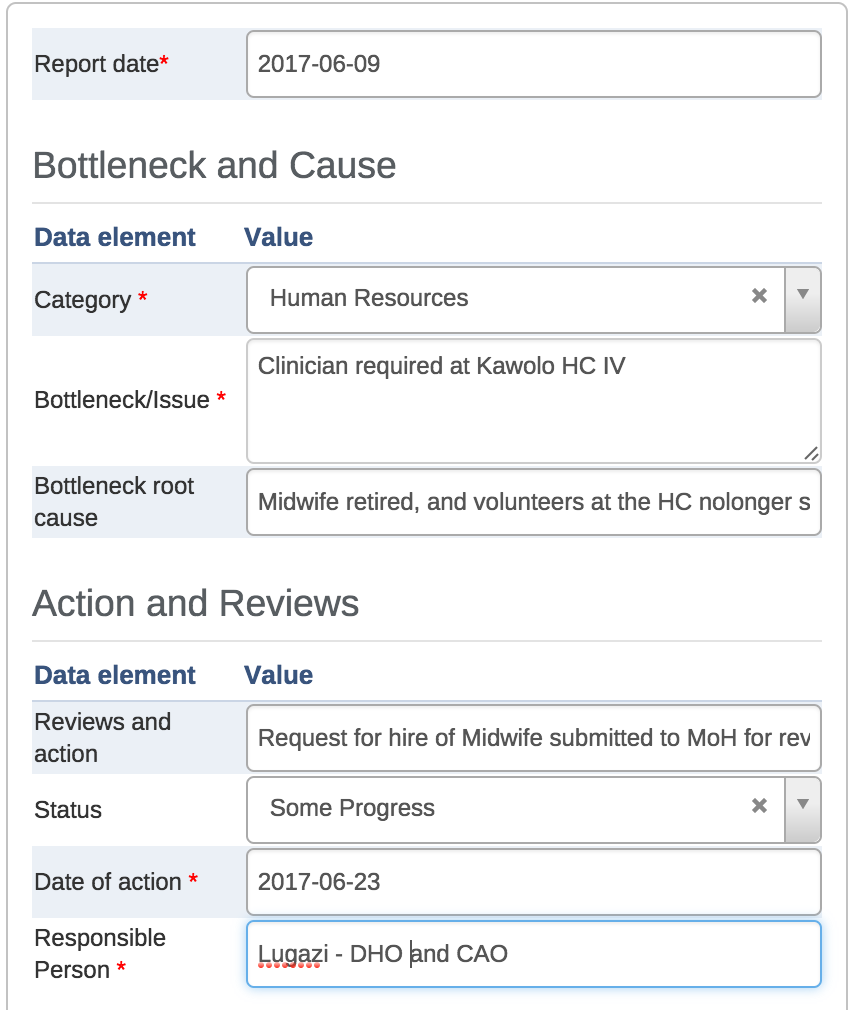 Report date* 2017-06-09
Bottleneck and Cause
Data element Value
Category * Human Resources
Bottleneck/Issue * Clinician required at Kawolo HC IV
Bottleneck root
cause
Midwife retired, and volunteers at the HC nolonger s
Action and Reviews
Data element Value
Reviews and
action
Request for hire of Midwife submitted to MoH for rev
Status Some Progress
Date of action * 2017-06-23
Responsible
Person *
Lugazi - DHO and CAO